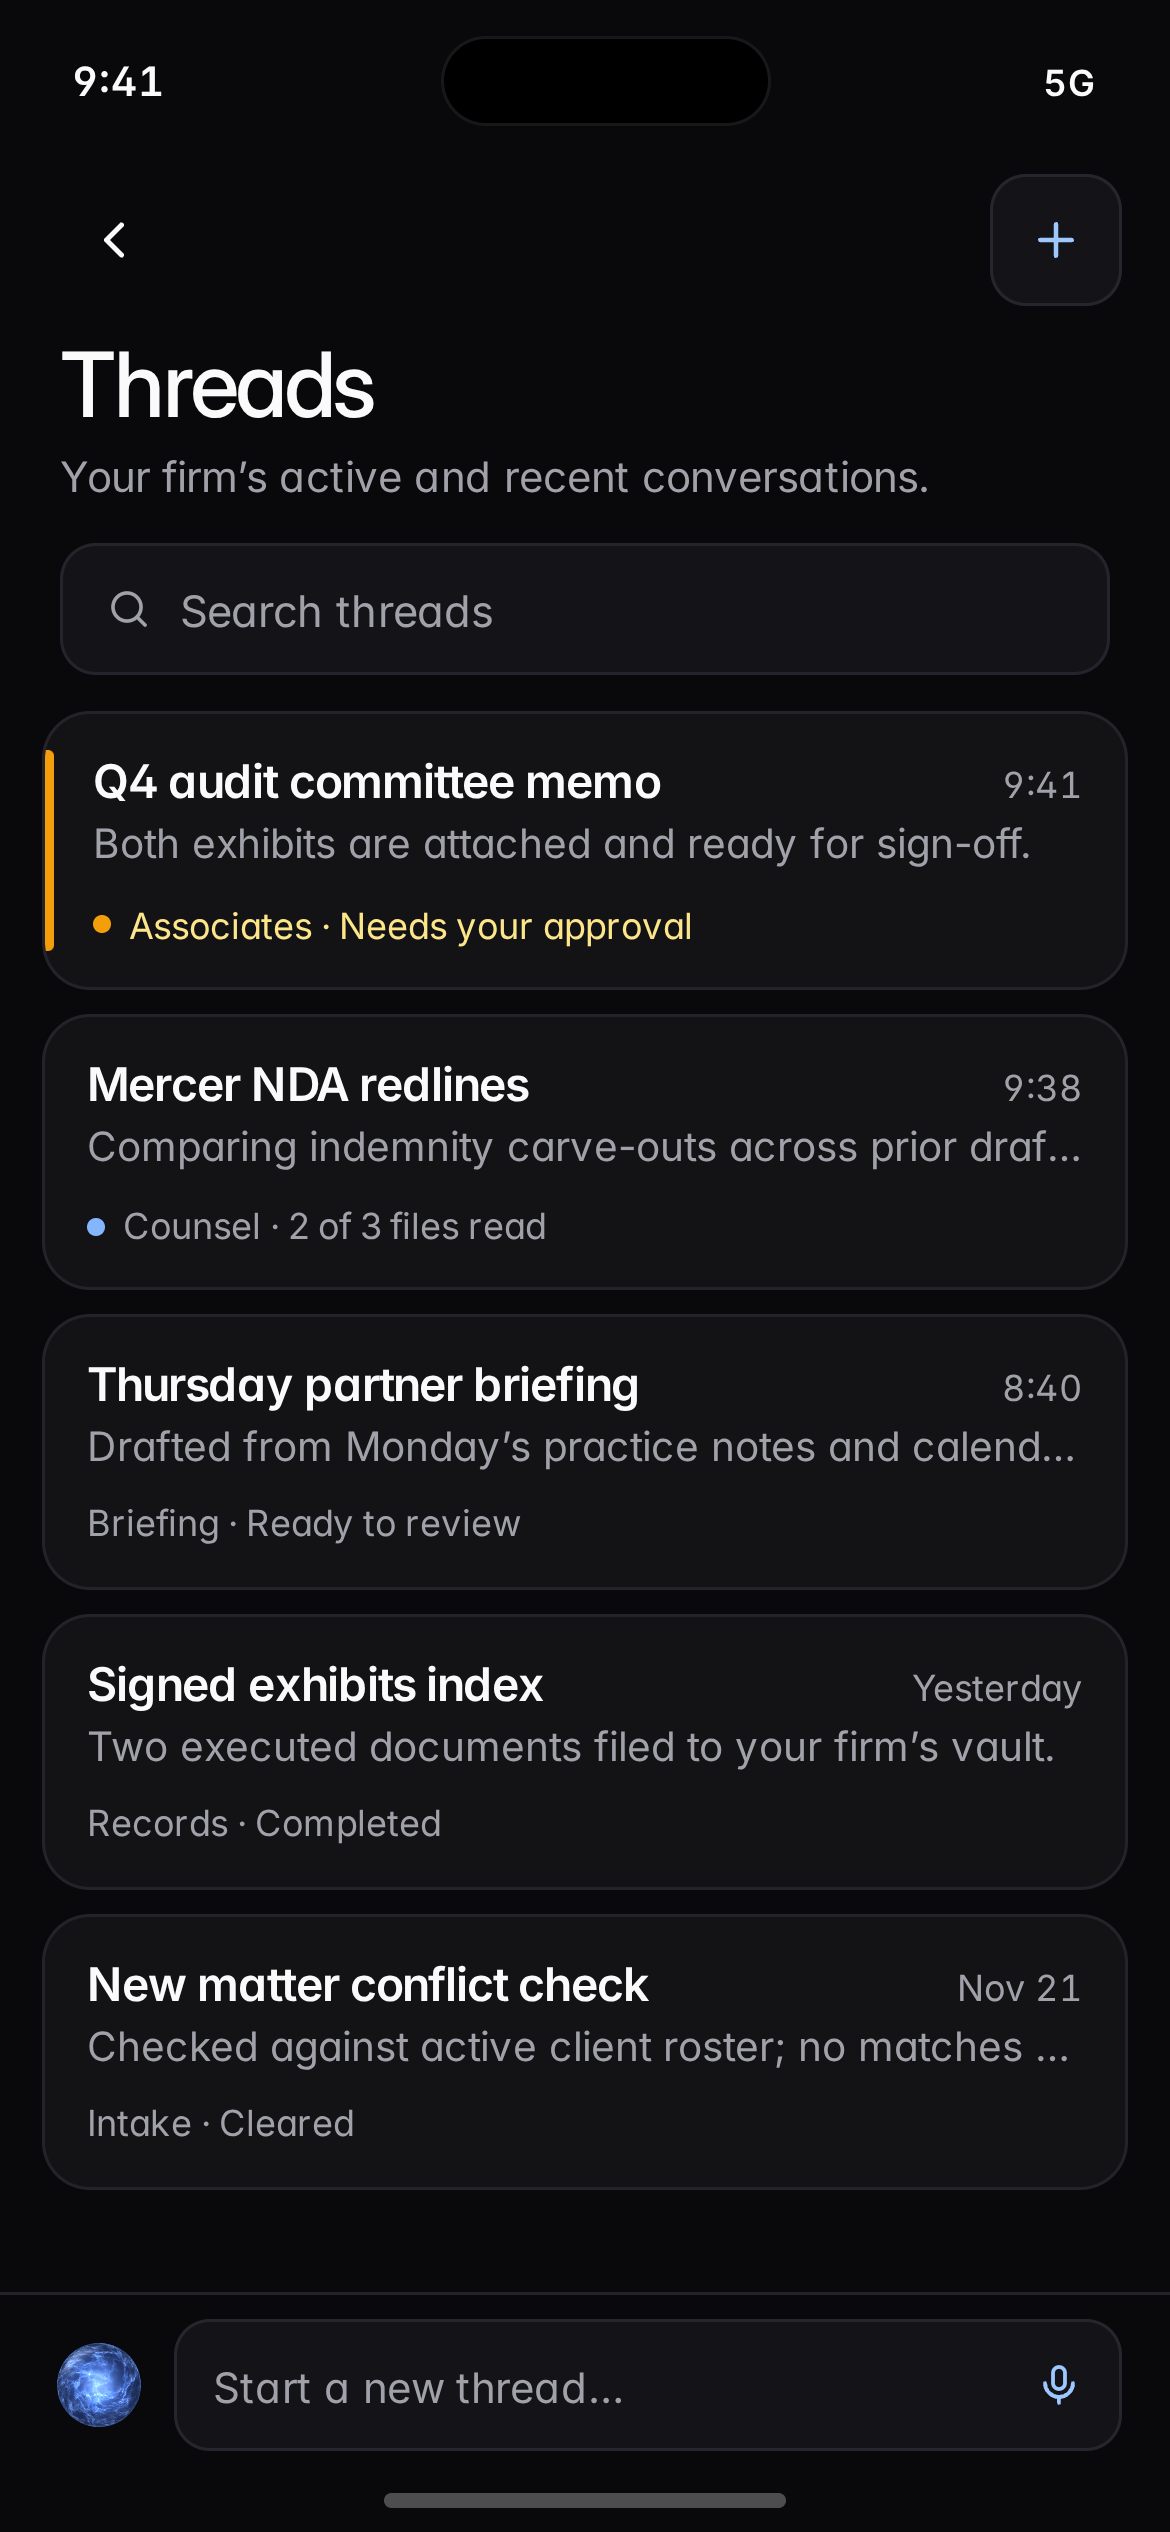 9:41
5G
Threads
Your firm’s active and recent conversations.
Search threads
Q4 audit committee memo
9:41
Both exhibits are attached and ready for sign-off.
Associates · Needs your approval
Mercer NDA redlines
9:38
Comparing indemnity carve-outs across prior draf...
Counsel · 2 of 3 files read
Thursday partner briefing
8:40
Drafted from Monday’s practice notes and calend...
Briefing · Ready to review
Signed exhibits index
Yesterday
Two executed documents filed to your firm’s vault.
Records · Completed
New matter conflict check
Nov 21
Checked against active client roster; no matches ...
Intake · Cleared
Start a new thread...